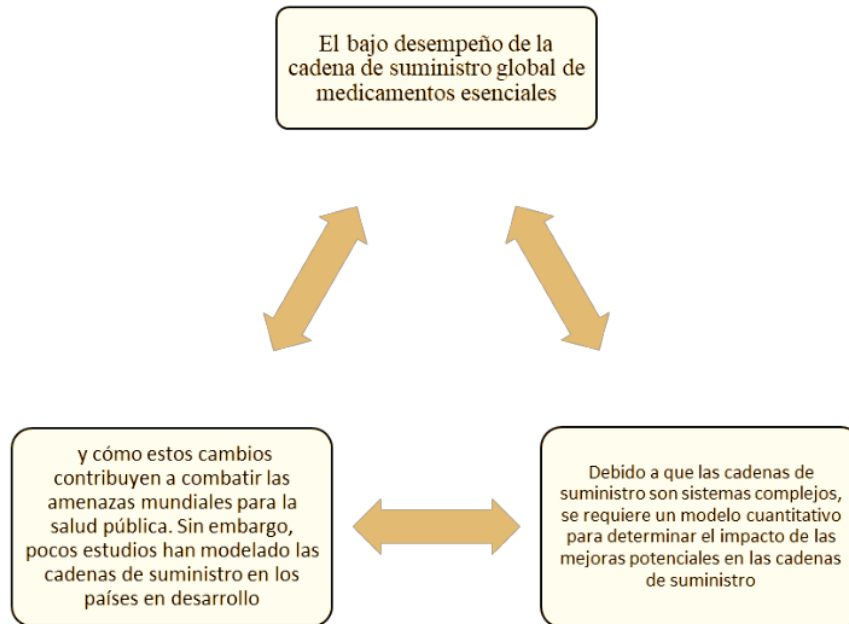 El bajo desempeño de la
cadena de suministro global de
medicamentos esenciales
Debido a que las cadenas de
suministro son sistemas complejos,
se requiere un modelo cuantitativo
para determinar el impacto de las
mejoras potenciales en las cadenas
de suministro
y cómo estos cambios
contribuyen a combatir las
amenazas mundiales para la
salud pública. Sin embargo,
pocos estudios han modelado las
cadenas de suministro en los
países en desarrollo